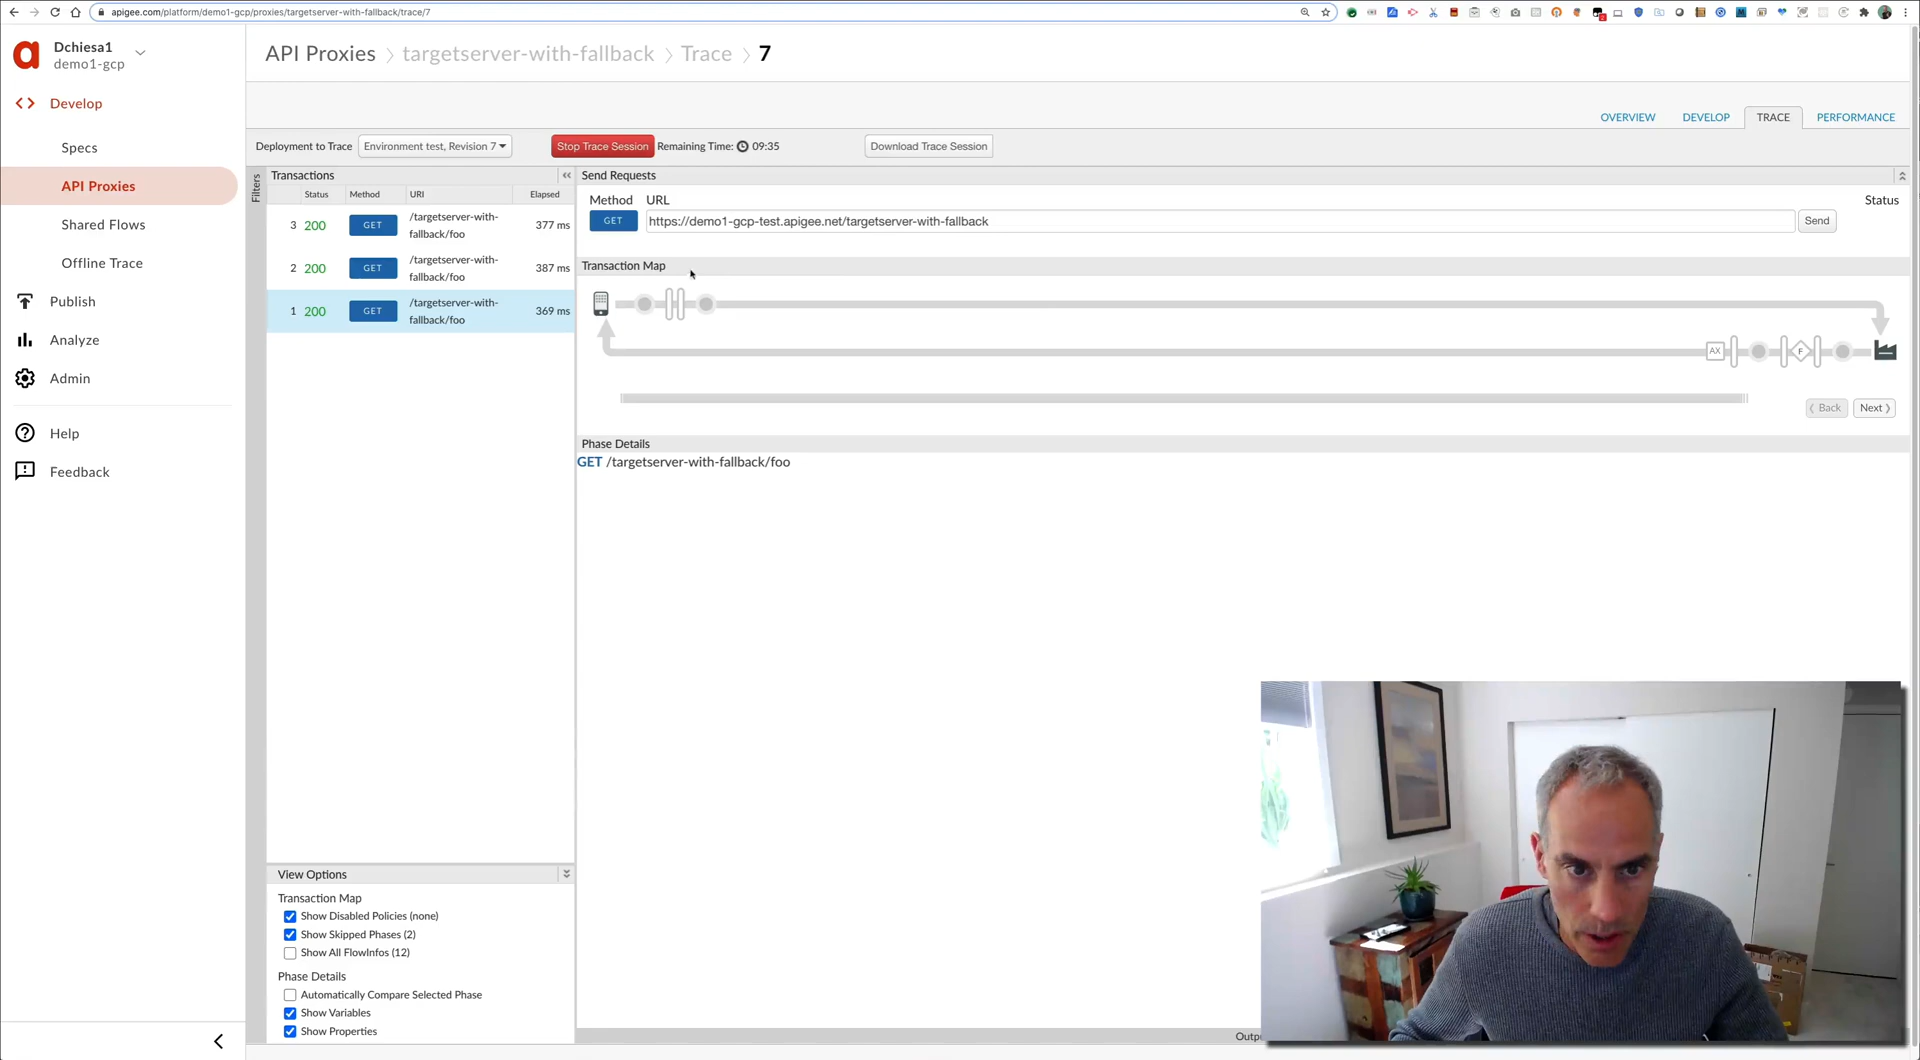 apigee.com/platform/demo1-gcp/proxies/targetserver-with-fallback/trace/7
Dchiesa1
demo1-gcp
API Proxies
targetserver-with-fallback
Trace
7
Develop
Specs
API Proxies
Shared Flows
Offline Trace
Publish
Analyze
Admin
Help
Feedback
OVERVIEW
DEVELOP
TRACE
PERFORMANCE
Deployment to Trace
Environment test, Revision 7
Stop Trace Session
Remaining Time: 09:35
Download Trace Session
Filters
Transactions
Status Method URI Elapsed
3 200 GET /targetserver-with-
fallback/foo
377 ms
2 200 GET /targetserver-with-
fallback/foo
387 ms
1 200 GET /targetserver-with-
fallback/foo
369 ms
Send Requests
Method URL Status
GET https://demo1-gcp-test.apigee.net/targetserver-with-fallback Send
Transaction Map
AX
F
Back
Next
Phase Details
GET /targetserver-with-fallback/foo
View Options
Transaction Map
Show Disabled Policies (none)
Show Skipped Phases (2)
Show All FlowInfos (12)
Phase Details
Automatically Compare Selected Phase
Show Variables
Show Properties